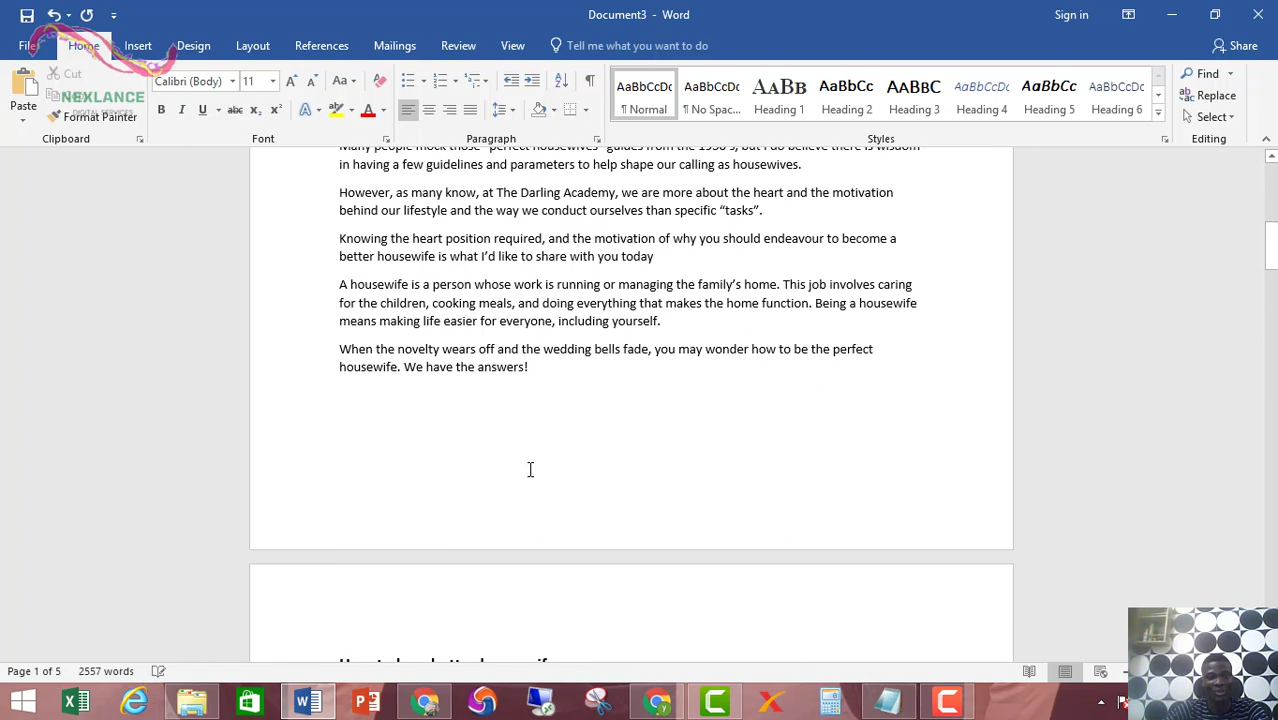 Document3 - Word
Sign in
File Home Insert Design Layout References Mailings Review View Tell me what you want to do
Share
Paste
Cut
Format Painter
NEXLANCE
DIGITAL SERVICES
Calibri (Body) 11
AaBbCcDc AaBbCcDc AaBbC AaBbCc AaBbC AaBbCcDc AaBbCc AaBbCcDc
¶ Normal ¶ No Spac... Heading 1 Heading 2 Heading 3 Heading 4 Heading 5 Heading 6
Find
Replace
Select
Clipboard Font Paragraph Styles Editing
Many people mock those "perfect housewives" guides from the 1950's, but I do believe there is wisdom
in having a few guidelines and parameters to help shape our calling as housewives.
However, as many know, at The Darling Academy, we are more about the heart and the motivation
behind our lifestyle and the way we conduct ourselves than specific “tasks”.
Knowing the heart position required, and the motivation of why you should endeavour to become a
better housewife is what I’d like to share with you today
A housewife is a person whose work is running or managing the family’s home. This job involves caring
for the children, cooking meals, and doing everything that makes the home function. Being a housewife
means making life easier for everyone, including yourself.
When the novelty wears off and the wedding bells fade, you may wonder how to be the perfect
housewife. We have the answers!
Page 1 of 5 2557 words